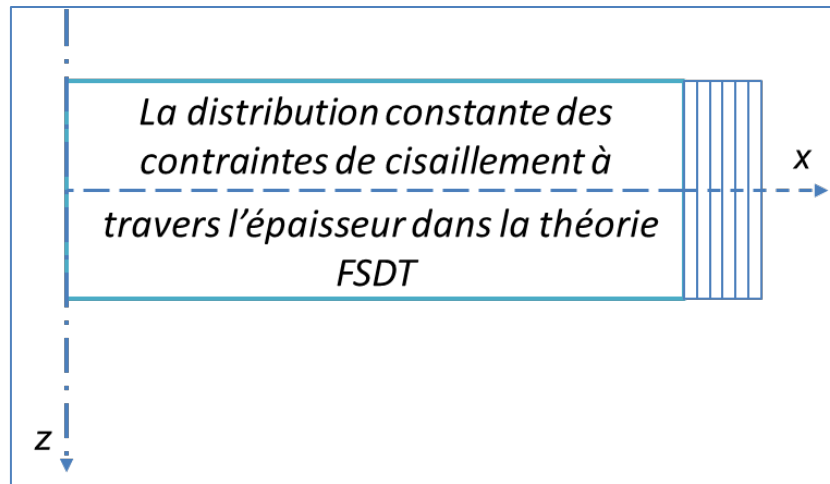 La distribution constante des
contraintes de cisaillement à
x
travers l'épaisseur dans la théorie
FSDT
z